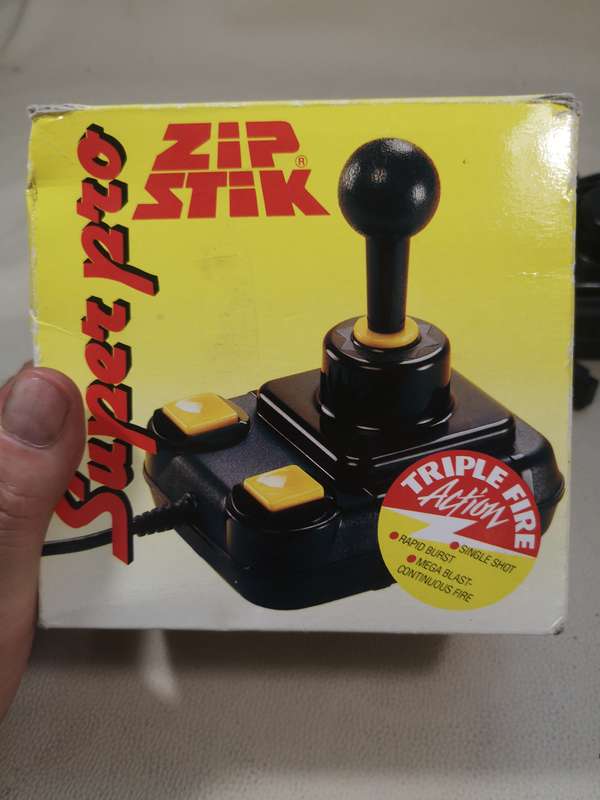 Super pro
ZIP ®
STIK
TRIPLE FIRE
Action
• RAPID BURST
• SINGLE SHOT
• MEGA BLAST-
CONTINUOUS FIRE